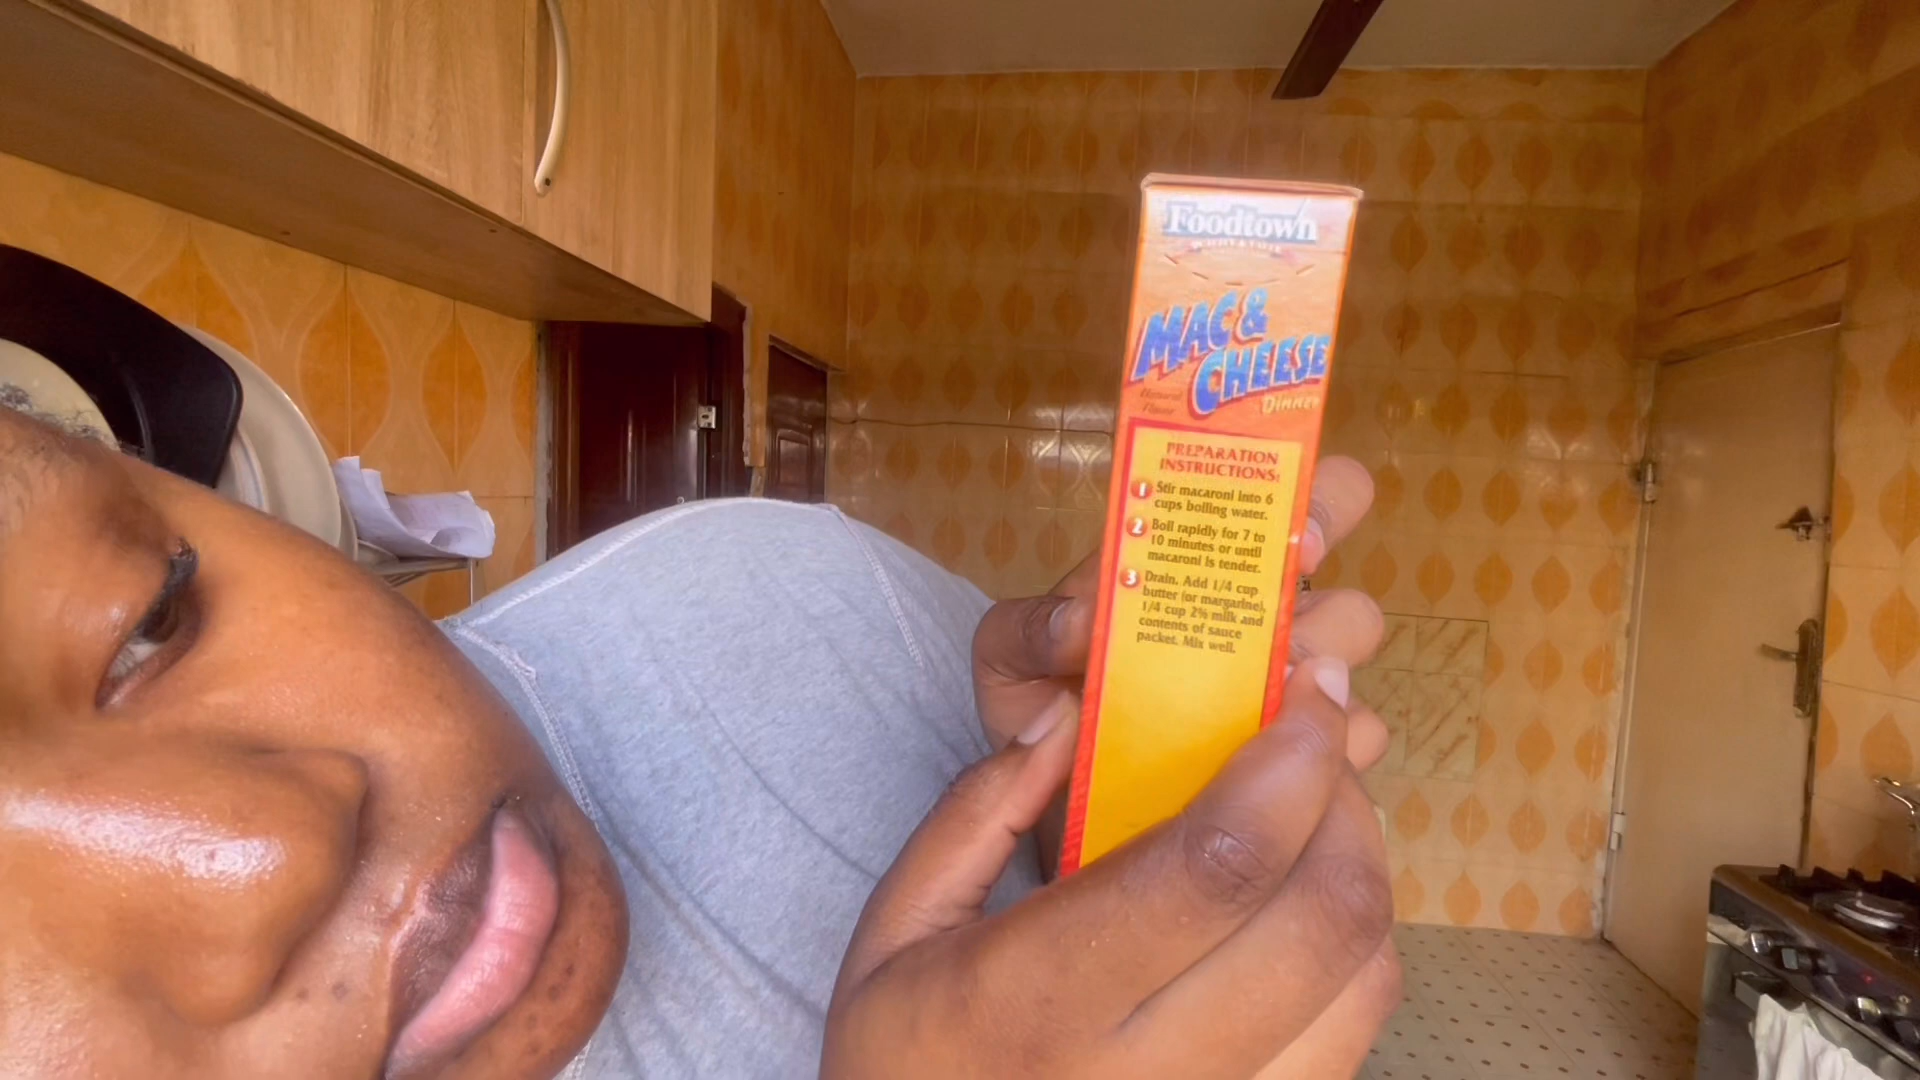 Foodtown
MAC &
CHEESE
Natural
Flavor
Dinner
PREPARATION
INSTRUCTIONS:
1 Stir macaroni into 6
cups boiling water.
2 Boil rapidly for 7 to
10 minutes or until
macaroni is tender.
3 Drain. Add 1/4 cup
butter (or margarine),
1/4 cup 2% milk and
contents of sauce
packet. Mix well.